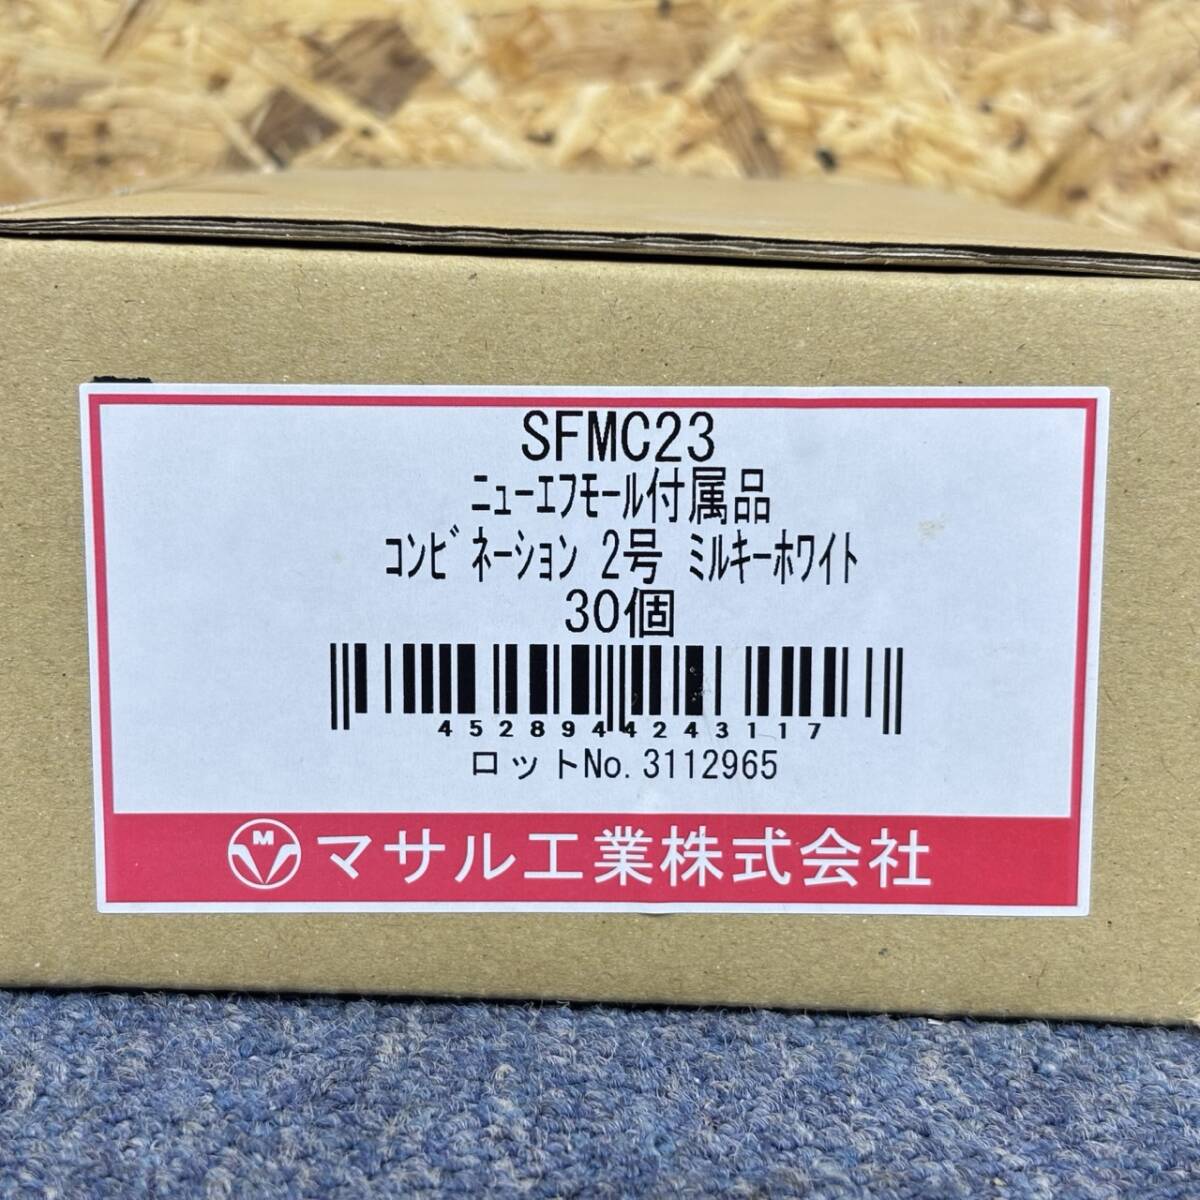 SFMC23
ﾆｭｰｴﾌﾓｰﾙ付属品
ｺﾝﾋﾞﾈｰｼｮﾝ 2号 ﾐﾙｷｰﾎﾜｲﾄ
30個
4528944243117
ロットNo.3112965
M マサル工業株式会社